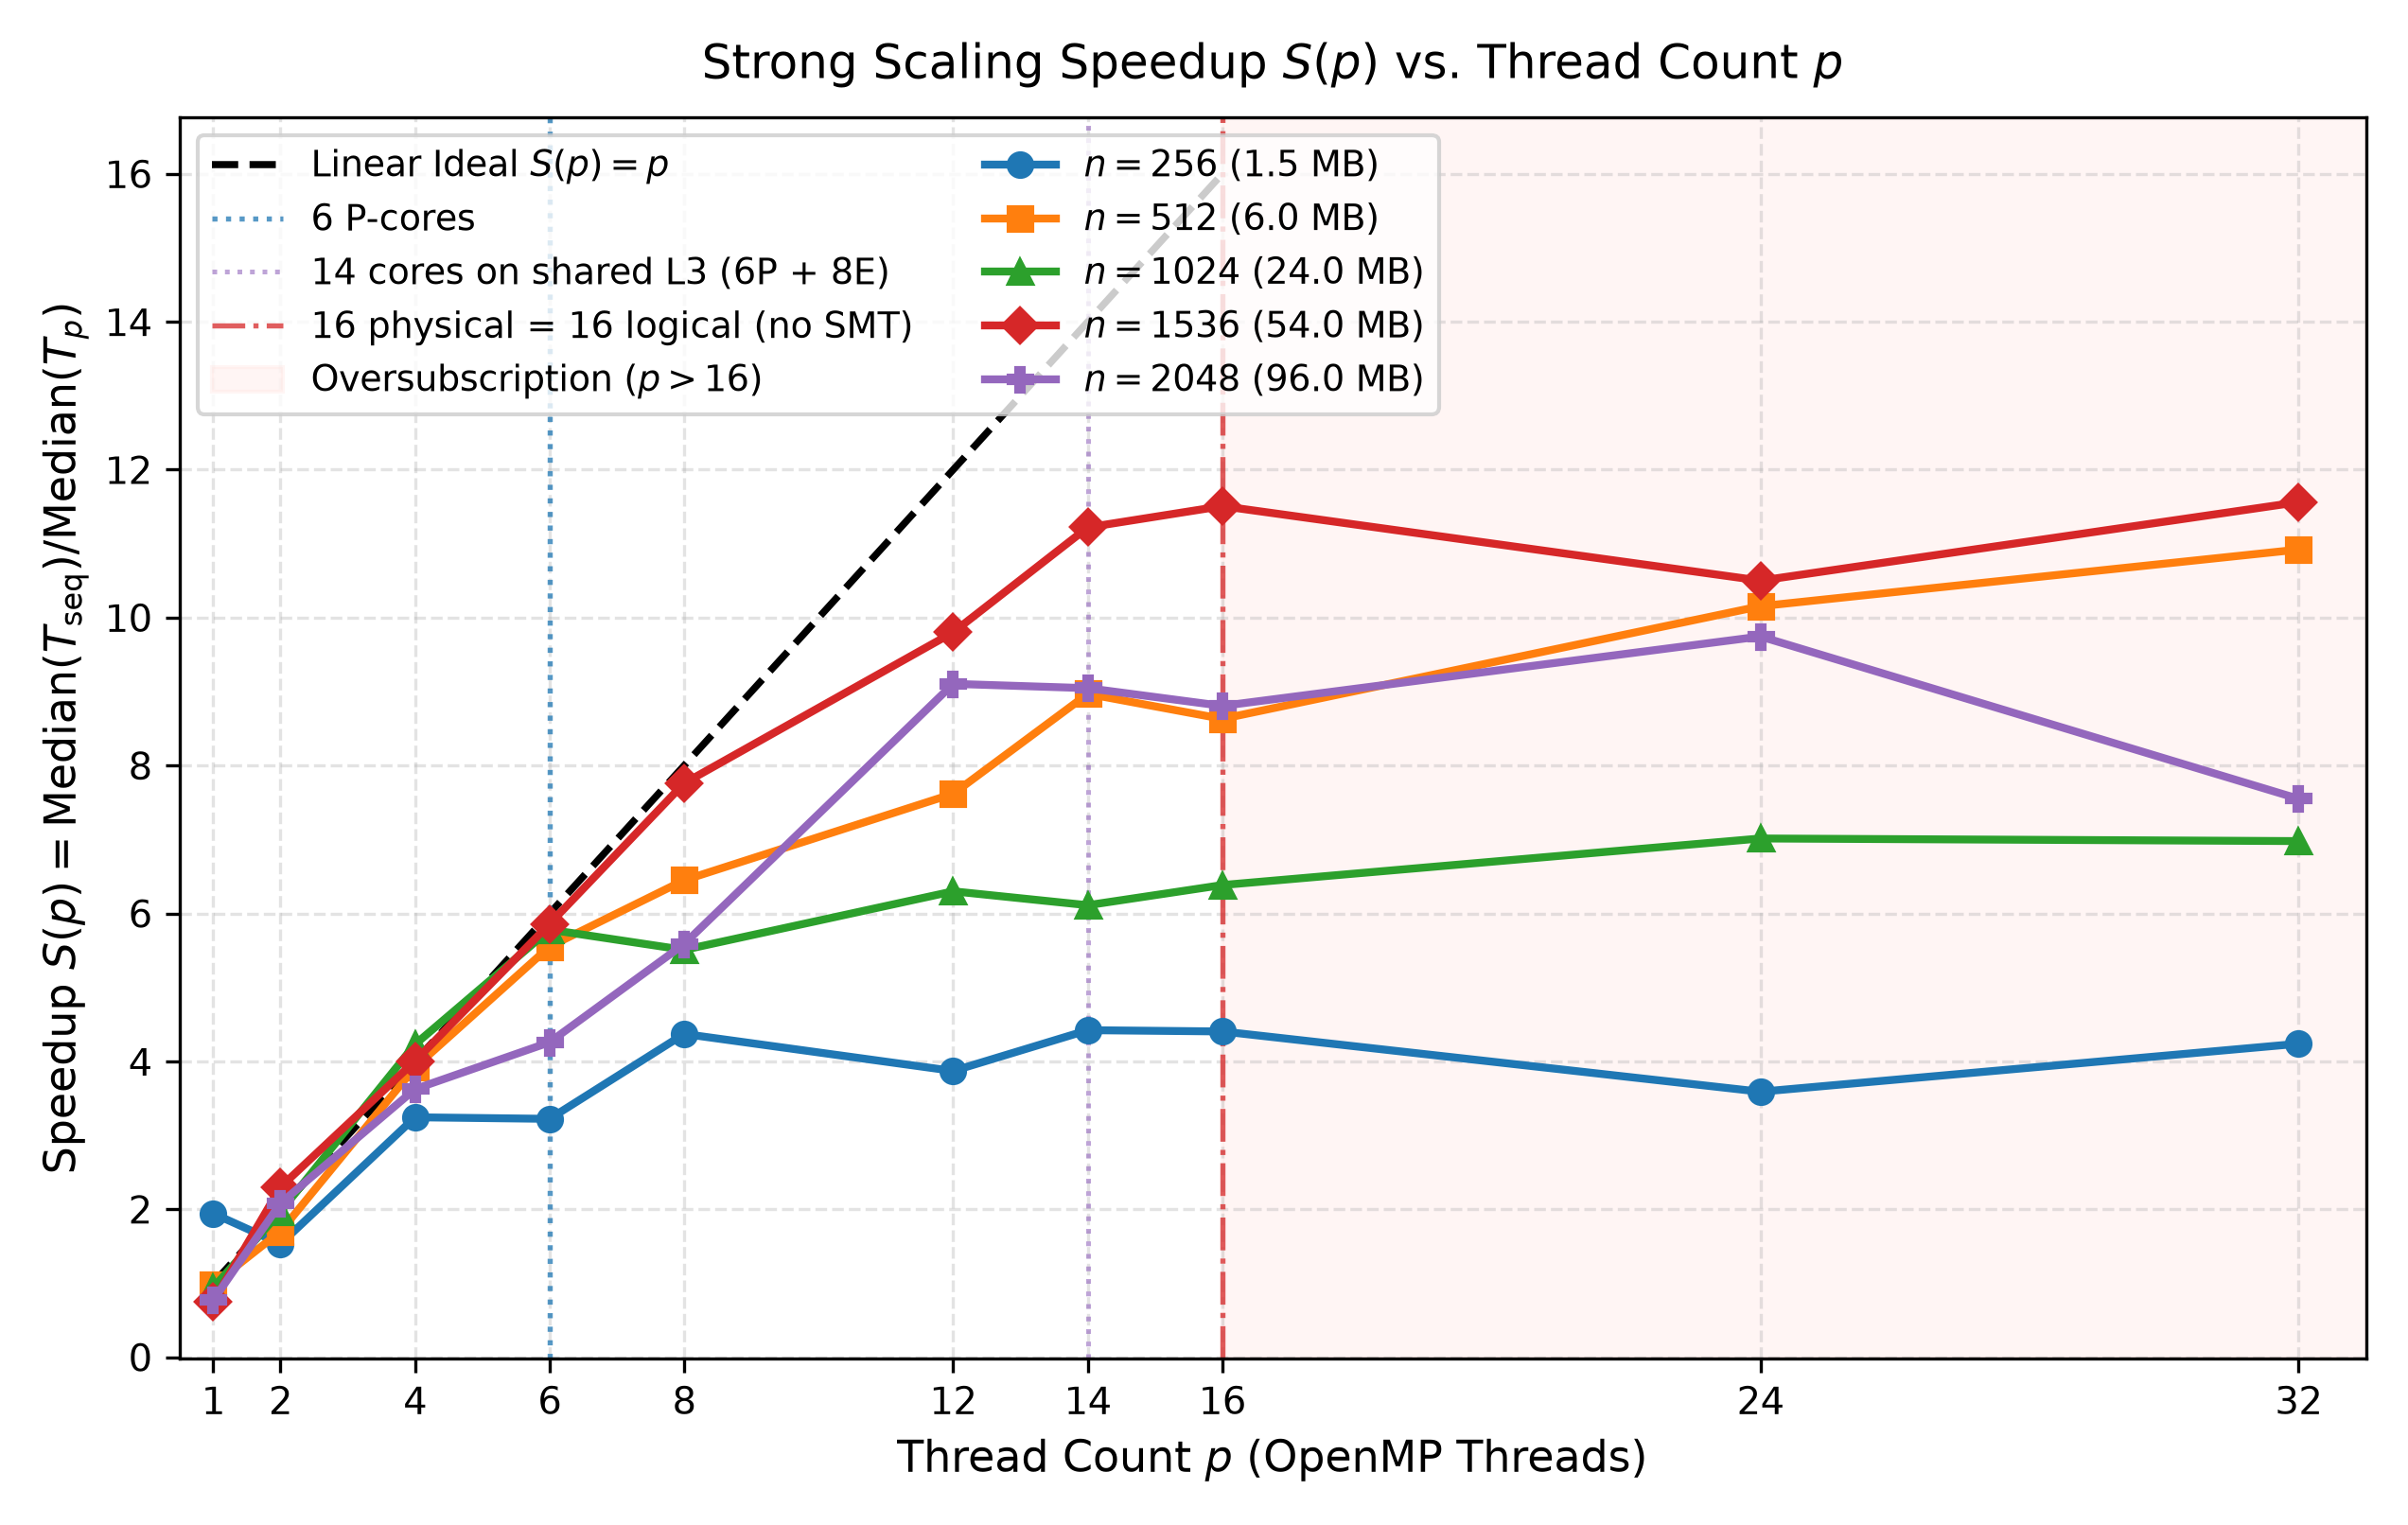 Strong Scaling Speedup S(p) vs. Thread Count p
Linear Ideal S(p) = p
6 P-cores
14 cores on shared L3 (6P + 8E)
16 physical = 16 logical (no SMT)
Oversubscription (p > 16)
n = 256 (1.5 MB)
n = 512 (6.0 MB)
n = 1024 (24.0 MB)
n = 1536 (54.0 MB)
n = 2048 (96.0 MB)
Speedup S(p) = Median(T_seq)/Median(T_p)
16
14
12
10
8
6
4
2
0
1 2 4 6 8 12 14 16 24 32
Thread Count p (OpenMP Threads)